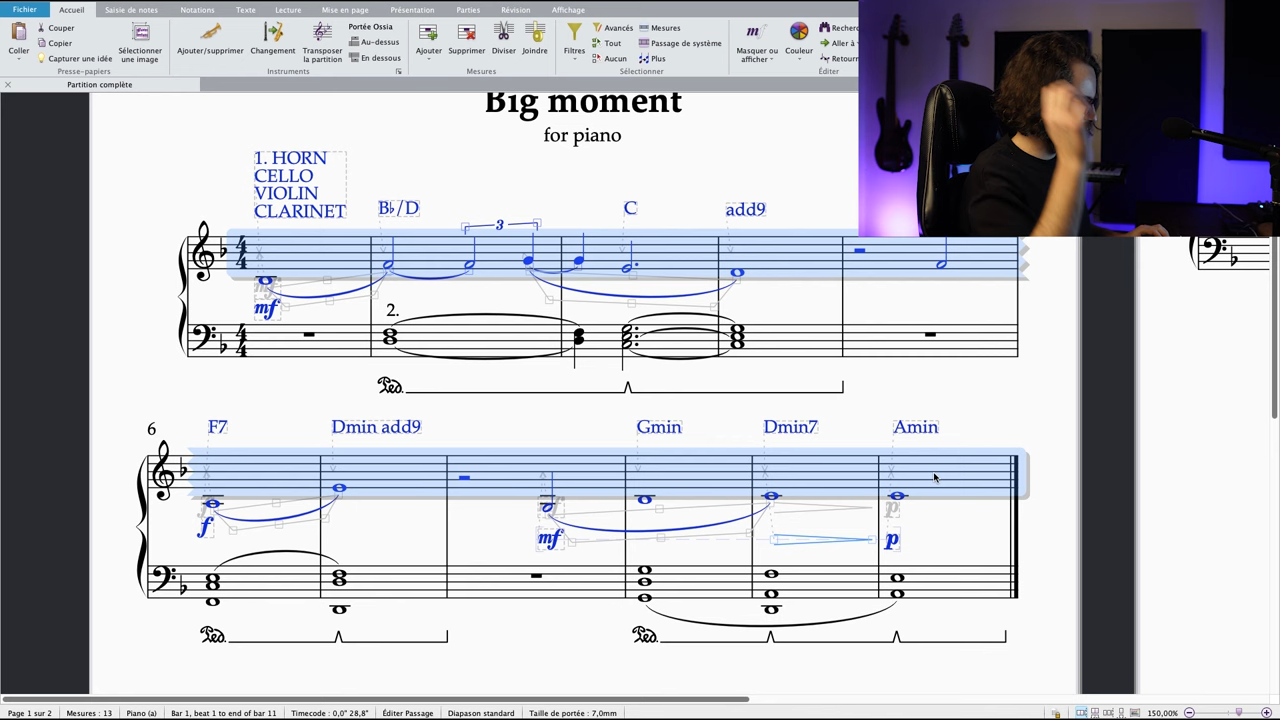 Fichier Accueil Saisie de notes Notations Texte Lecture Mise en page Présentation Parties Révision Affichage
Coller
Couper
Copier
Capturer une idée
Presse-papiers
Sélectionner
une image
Ajouter/supprimer
Changement
Transposer
la partition
Instruments
Portée Ossia
Au-dessus
En dessous
Ajouter
Supprimer
Diviser
Joindre
Mesures
Filtres
Avancés
Tout
Aucun
Mesures
Passage de système
Plus
Sélectionner
Masquer ou
afficher
Couleur
Aller à
Éditer
Partition complète
Big moment
for piano
1. HORN
CELLO
VIOLIN
CLARINET
B♭/D
C
add9
3
mf
2.
Ped.
6
F7
Dmin add9
Gmin
Dmin7
Amin
f
mf
p
Ped.
Ped.
Page 1 sur 2 Mesures : 13 Piano (a) Bar 1, beat 1 to end of bar 11 Timecode : 0,0" 28,8" Éditer Passage Diapason standard Taille de portée : 7,0mm 150,00%